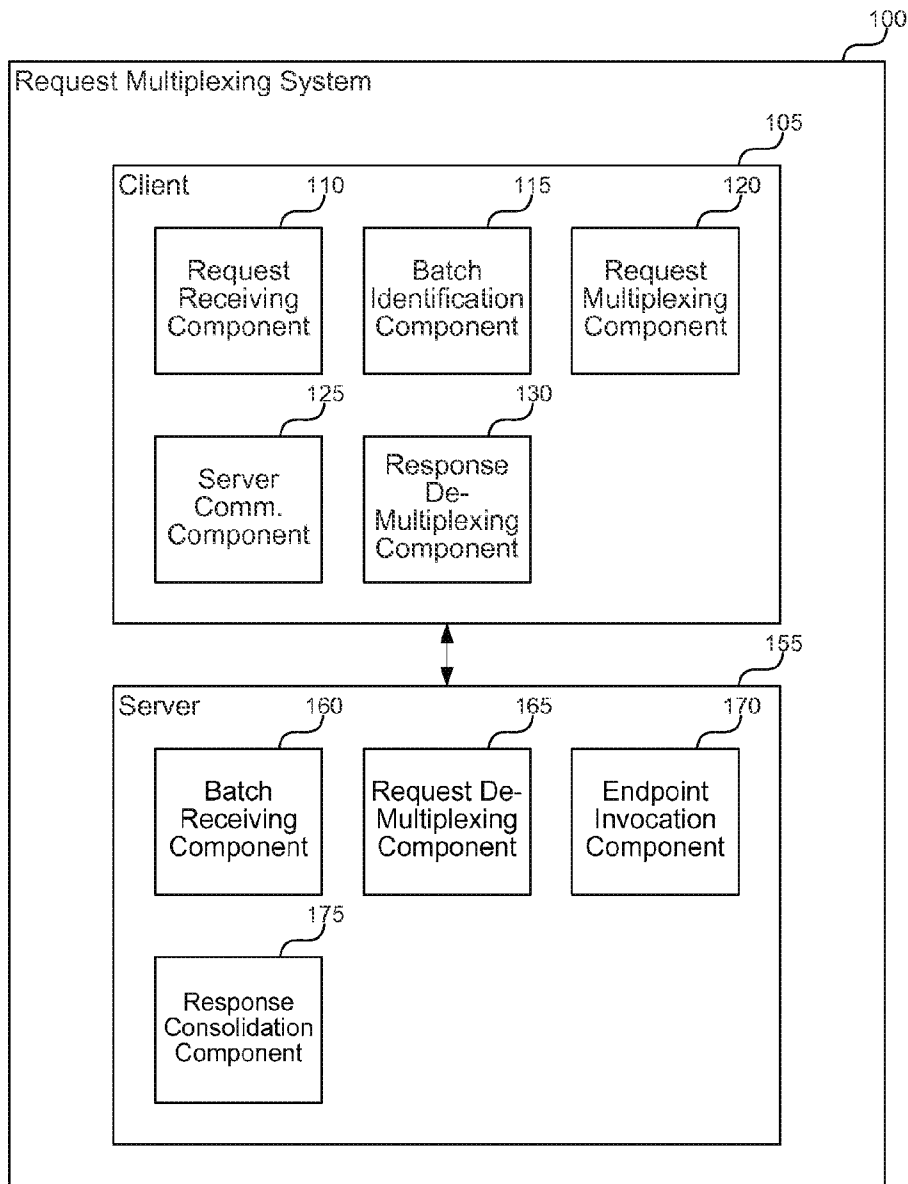 100
Request Multiplexing System
105
Client
110
115
120
Request
Receiving
Component
Batch
Identification
Component
Request
Multiplexing
Component
125
130
Server
Comm.
Component
Response
De-
Multiplexing
Component
155
Server
160
165
170
Batch
Receiving
Component
Request De-
Multiplexing
Component
Endpoint
Invocation
Component
175
Response
Consolidation
Component